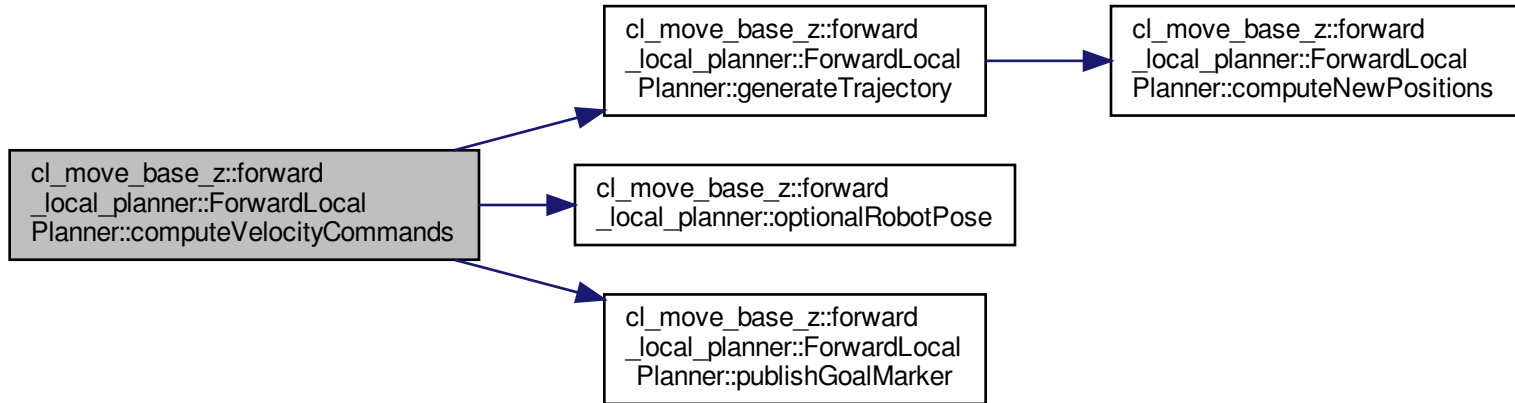 cl_move_base_z::forward
_local_planner::ForwardLocal
Planner::computeVelocityCommands
cl_move_base_z::forward
_local_planner::ForwardLocal
Planner::generateTrajectory
cl_move_base_z::forward
_local_planner::ForwardLocal
Planner::computeNewPositions
cl_move_base_z::forward
_local_planner::optionalRobotPose
cl_move_base_z::forward
_local_planner::ForwardLocal
Planner::publishGoalMarker